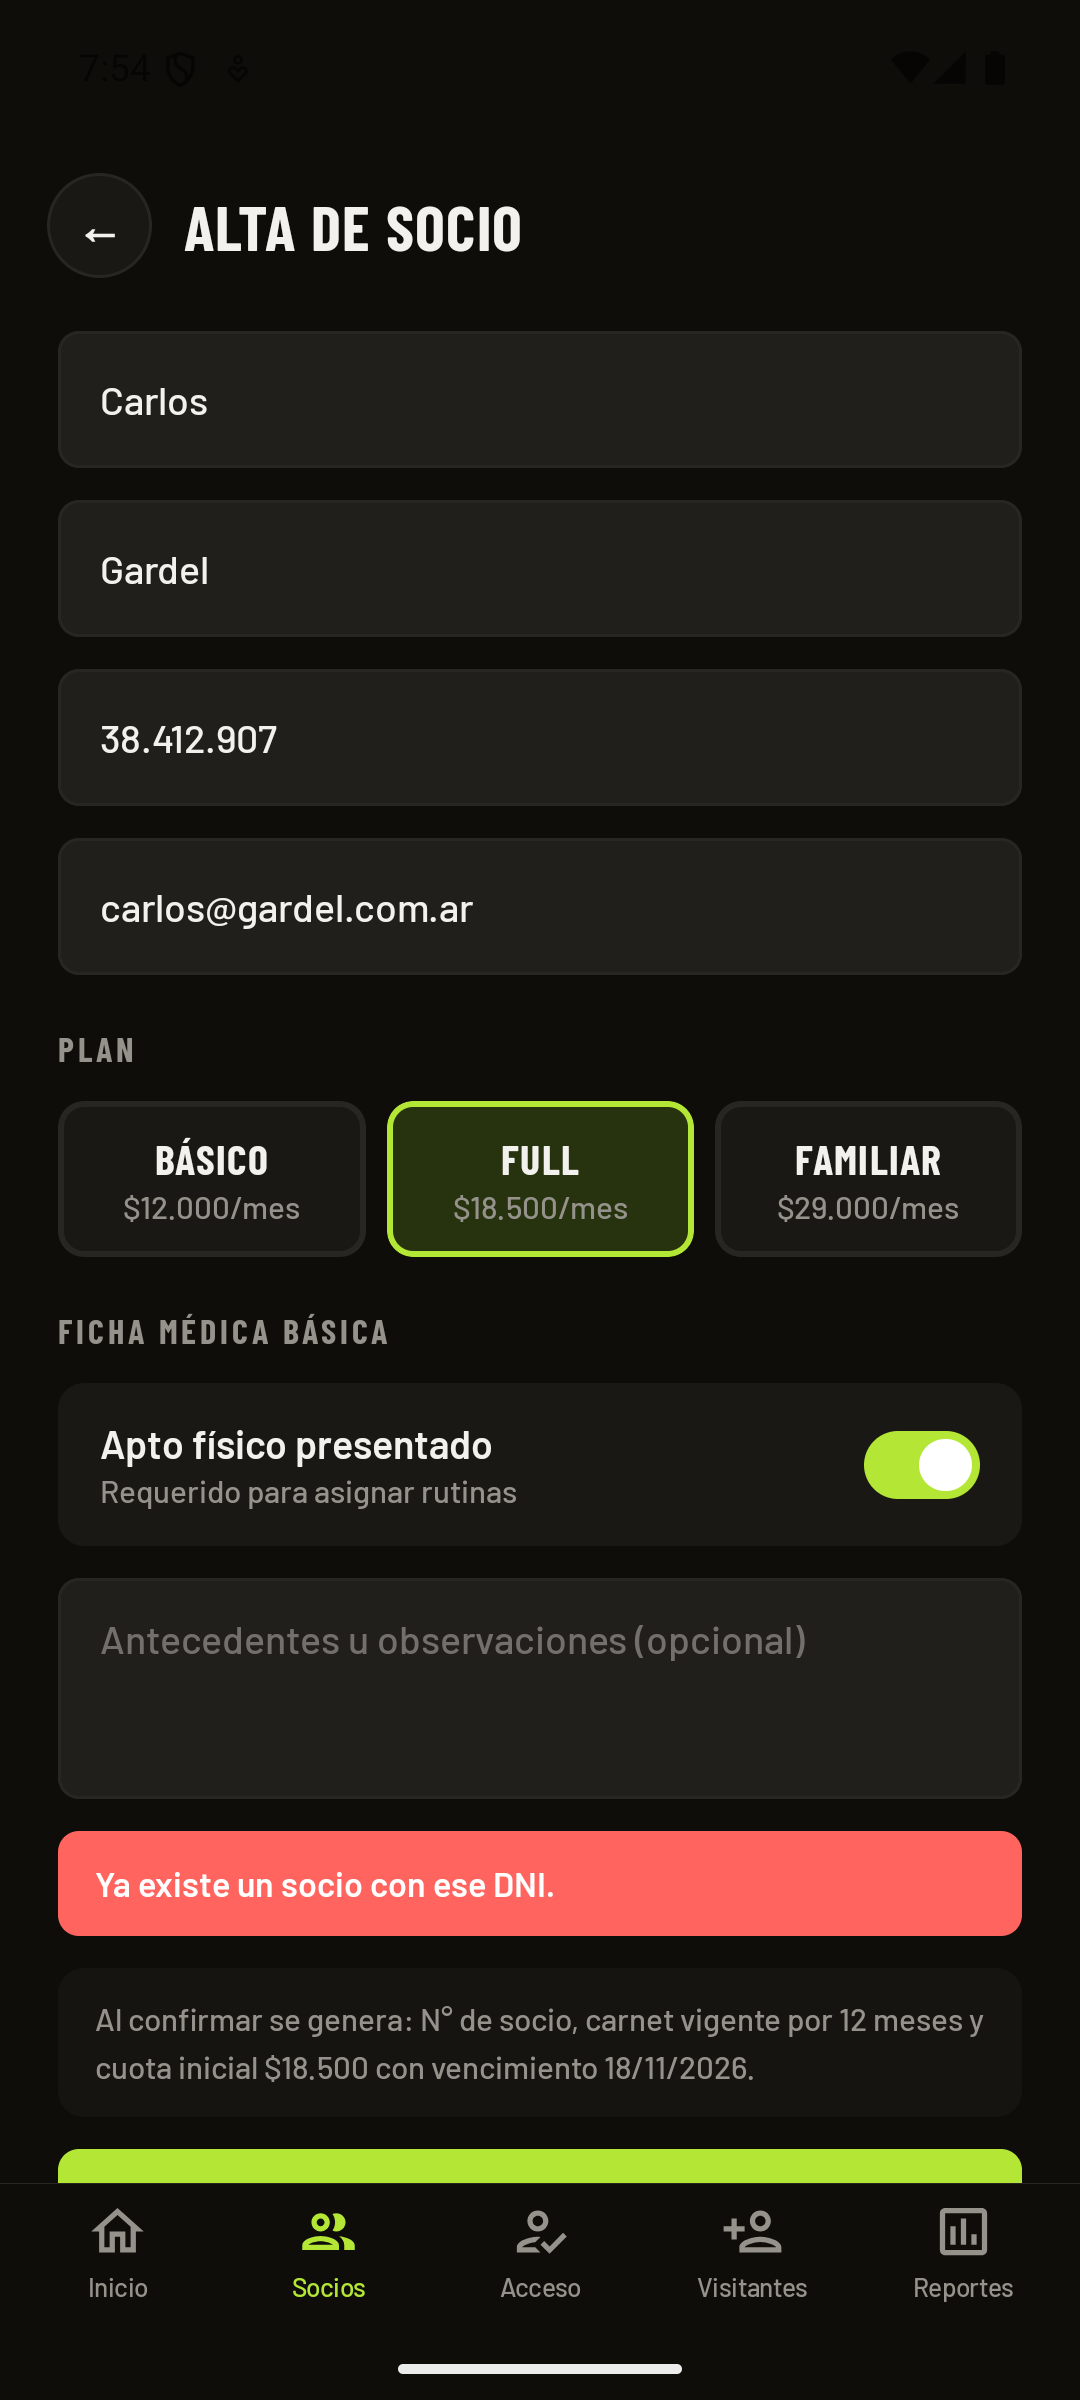 7:54
ALTA DE SOCIO
Carlos
Gardel
38.412.907
carlos@gardel.com.ar
PLAN
BÁSICO
$12.000/mes
FULL
$18.500/mes
FAMILIAR
$29.000/mes
FICHA MÉDICA BÁSICA
Apto físico presentado
Requerido para asignar rutinas
Antecedentes u observaciones (opcional)
Ya existe un socio con ese DNI.
Al confirmar se genera: N° de socio, carnet vigente por 12 meses y
cuota inicial $18.500 con vencimiento 18/11/2026.
Inicio
Socios
Acceso
Visitantes
Reportes